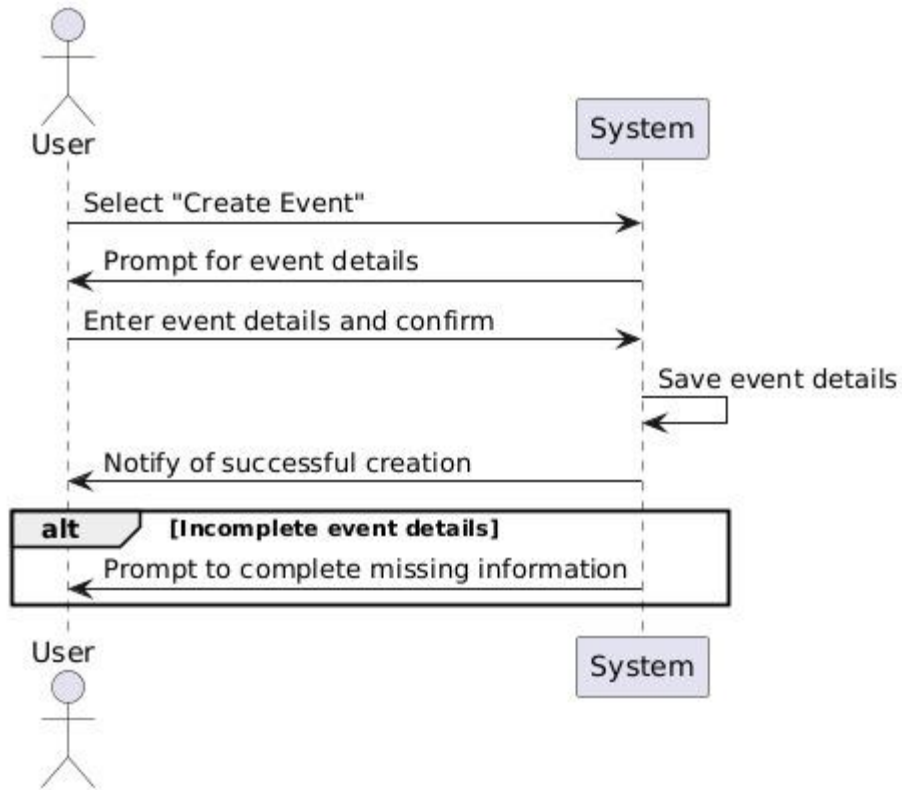 User
System
Select "Create Event"
Prompt for event details
Enter event details and confirm
Save event details
Notify of successful creation
alt [Incomplete event details]
Prompt to complete missing information
User
System